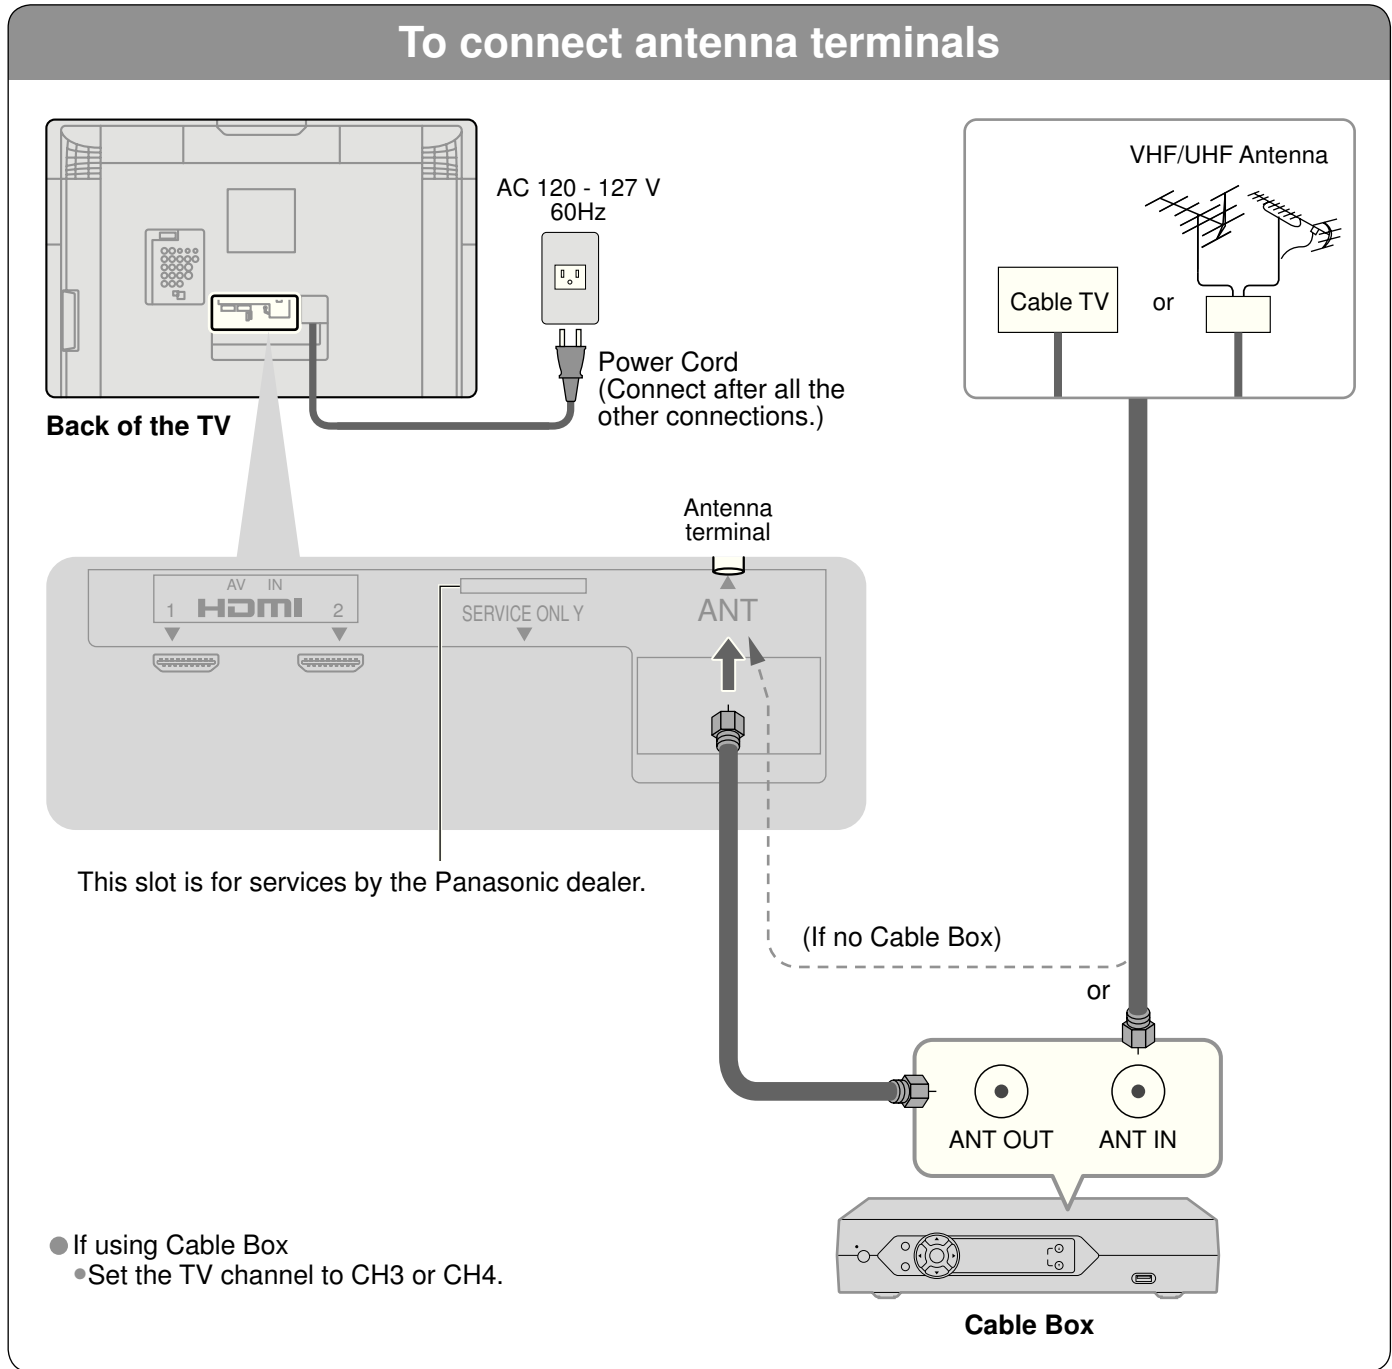 To connect antenna terminals
VHF/UHF Antenna
AC 120 - 127 V
60Hz
Cable TV
or
Power Cord
(Connect after all the
other connections.)
Back of the TV
Antenna
terminal
AV IN
1 HDMI 2
SERVICE ONLY
ANT
This slot is for services by the Panasonic dealer.
(If no Cable Box)
or
ANT OUT
ANT IN
If using Cable Box
Set the TV channel to CH3 or CH4.
Cable Box